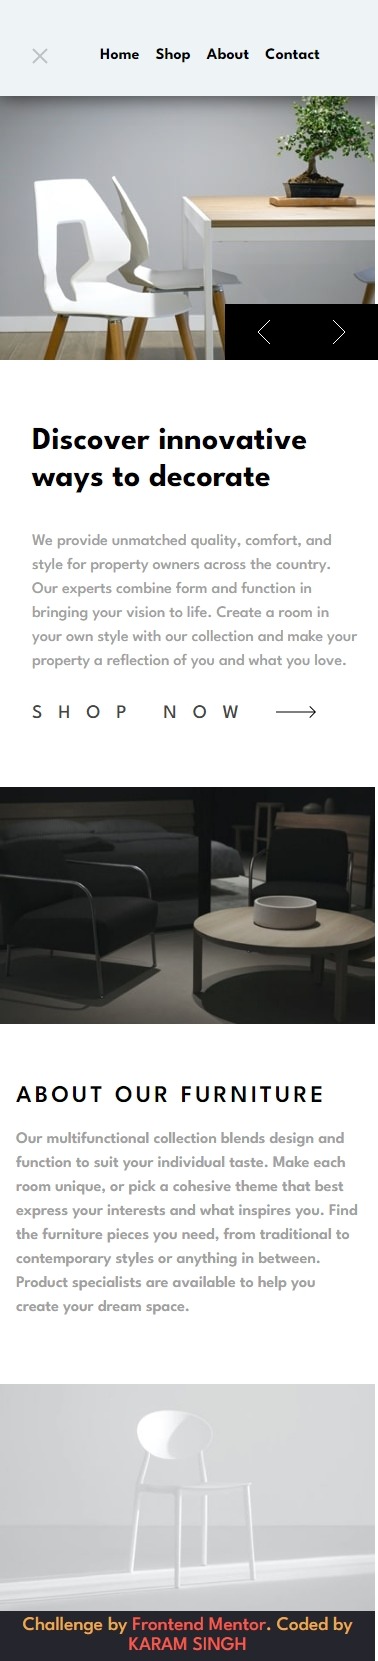 Home Shop About Contact
Discover innovative
ways to decorate
We provide unmatched quality, comfort, and
style for property owners across the country.
Our experts combine form and function in
bringing your vision to life. Create a room in
your own style with our collection and make your
property a reflection of you and what you love.
SHOP NOW
ABOUT OUR FURNITURE
Our multifunctional collection blends design and
function to suit your individual taste. Make each
room unique, or pick a cohesive theme that best
express your interests and what inspires you. Find
the furniture pieces you need, from traditional to
contemporary styles or anything in between.
Product specialists are available to help you
create your dream space.
Challenge by Frontend Mentor. Coded by
KARAM SINGH